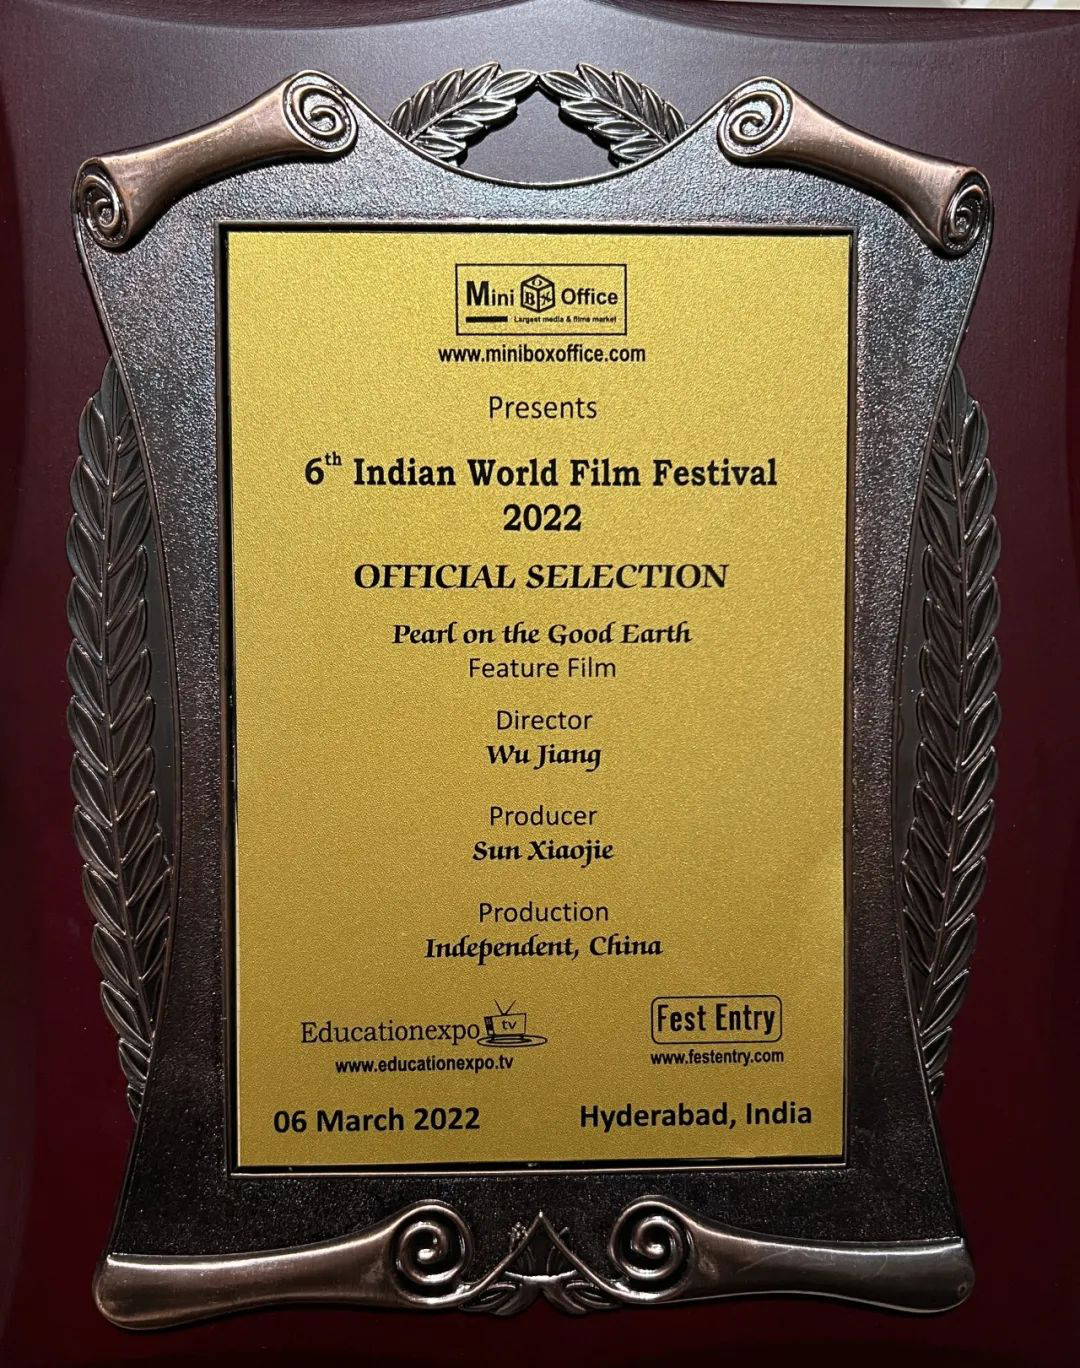 Mini BOX Office
Largest media & films market
www.miniboxoffice.com
Presents
6th Indian World Film Festival
2022
OFFICIAL SELECTION
Pearl on the Good Earth
Feature Film
Director
Wu Jiang
Producer
Sun Xiaojie
Production
Independent, China
Educationexpo tv
www.educationexpo.tv
Fest Entry
www.festentry.com
06 March 2022
Hyderabad, India